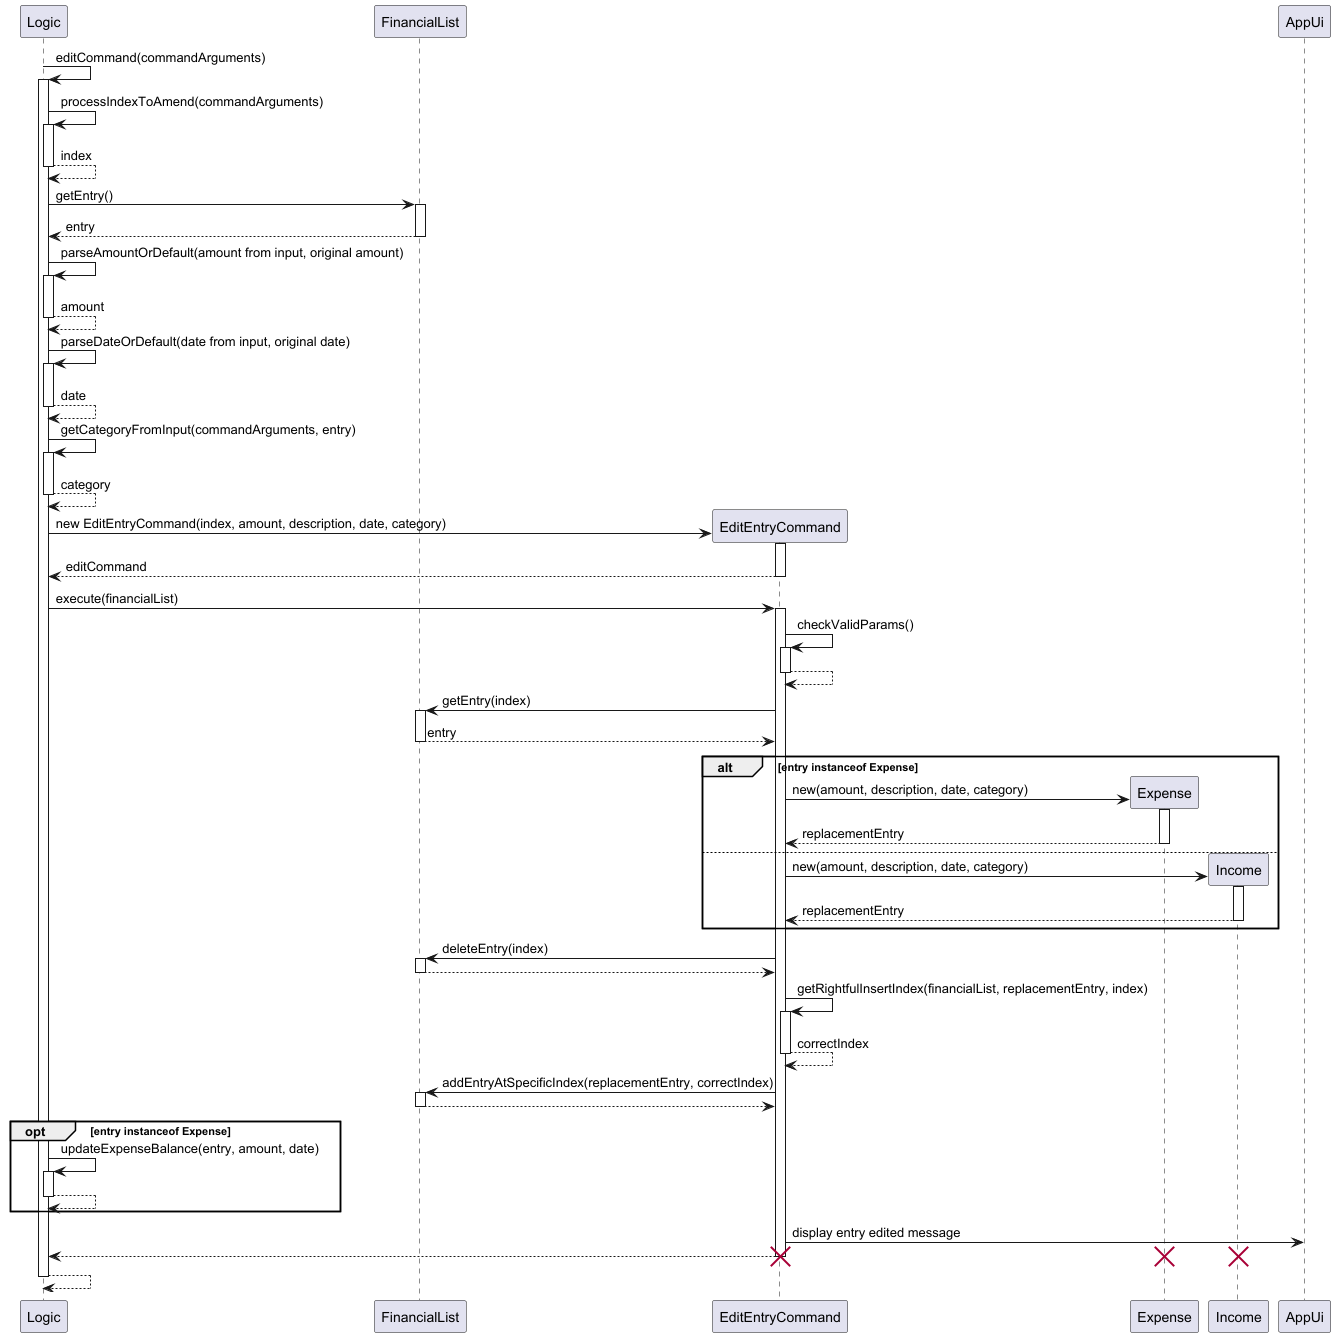 Logic
FinancialList
AppUi
editCommand(commandArguments)
processIndexToAmend(commandArguments)
index
getEntry()
entry
parseAmountOrDefault(amount from input, original amount)
amount
parseDateOrDefault(date from input, original date)
date
getCategoryFromInput(commandArguments, entry)
category
new EditEntryCommand(index, amount, description, date, category)
EditEntryCommand
editCommand
execute(financialList)
checkValidParams()
getEntry(index)
entry
alt
[entry instanceof Expense]
new(amount, description, date, category)
Expense
replacementEntry
new(amount, description, date, category)
Income
replacementEntry
deleteEntry(index)
getRightfulInsertIndex(financialList, replacementEntry, index)
correctIndex
addEntryAtSpecificIndex(replacementEntry, correctIndex)
opt
[entry instanceof Expense]
updateExpenseBalance(entry, amount, date)
display entry edited message
Logic
FinancialList
EditEntryCommand
Expense
Income
AppUi